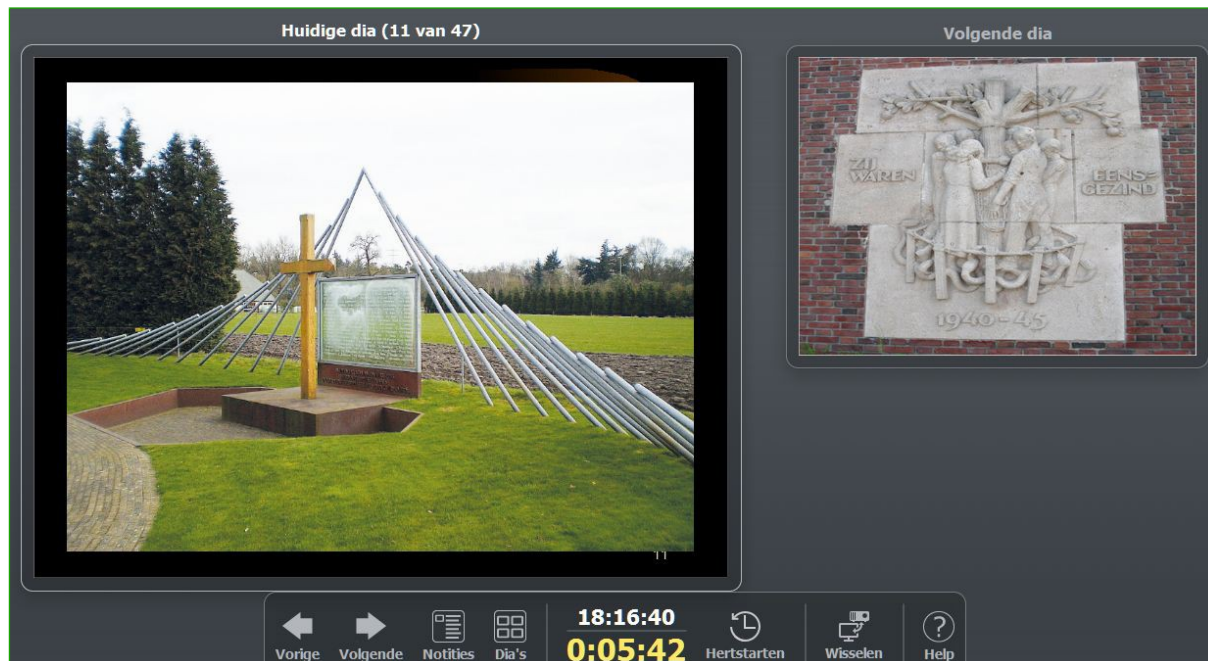 Huidige dia (11 van 47)
Volgende dia
ZIJ
WAREN
EENS=
GEZIND
1940-45
11
18:16:40
0:05:42
Vorige
Volgende
Notities
Dia's
Hertstarten
Wisselen
Help